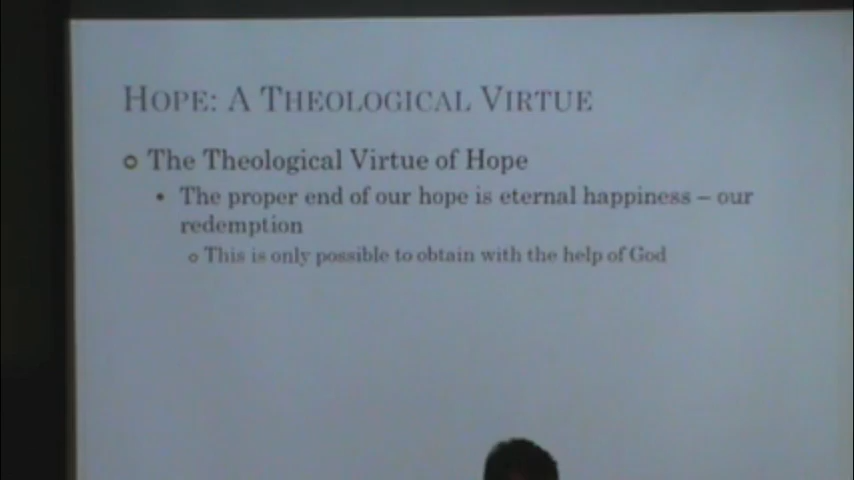 HOPE: A THEOLOGICAL VIRTUE
The Theological Virtue of Hope
The proper end of our hope is eternal happiness – our
redemption
This is only possible to obtain with the help of God